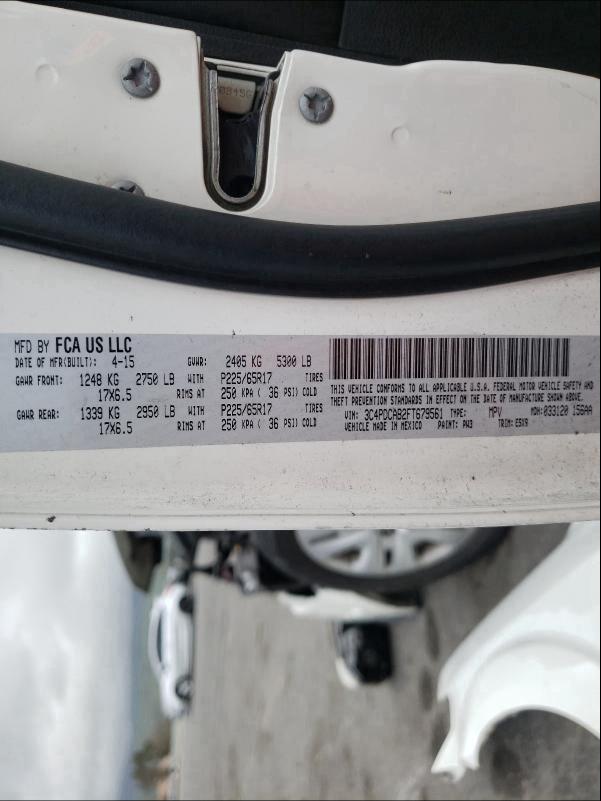 MFD BY FCA US LLC
DATE OF MFR(BUILT): 4-15 GVWR: 2405 KG 5300 LB
GAWR FRONT: 1248 KG 2750 LB WITH P225/65R17 TIRES
17X6.5 RIMS AT 250 KPA ( 36 PSI) COLD
GAWR REAR: 1339 KG 2950 LB WITH P225/65R17 TIRES
17X6.5 RIMS AT 250 KPA ( 36 PSI) COLD
THIS VEHICLE CONFORMS TO ALL APPLICABLE U.S.A. FEDERAL MOTOR VEHICLE SAFETY AND
THEFT PREVENTION STANDARDS IN EFFECT ON THE DATE OF MANUFACTURE SHOWN ABOVE.
VIN: 3C4PDCAB2FT679561 TYPE: MPV MDH: 033120 156AA
VEHICLE MADE IN MEXICO PAINT: PW3 TRIM: E5X9